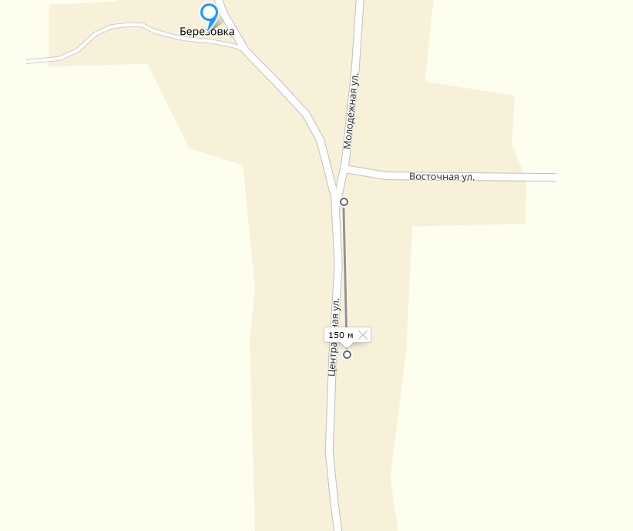 Березовка
Молодёжная ул.
Восточная ул.
150 м
Центральная ул.